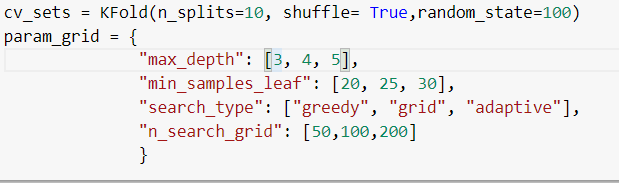 cv_sets = KFold(n_splits=10, shuffle= True,random_state=100)
param_grid = {
"max_depth": [3, 4, 5],
"min_samples_leaf": [20, 25, 30],
"search_type": ["greedy", "grid", "adaptive"],
"n_search_grid": [50,100,200]
}